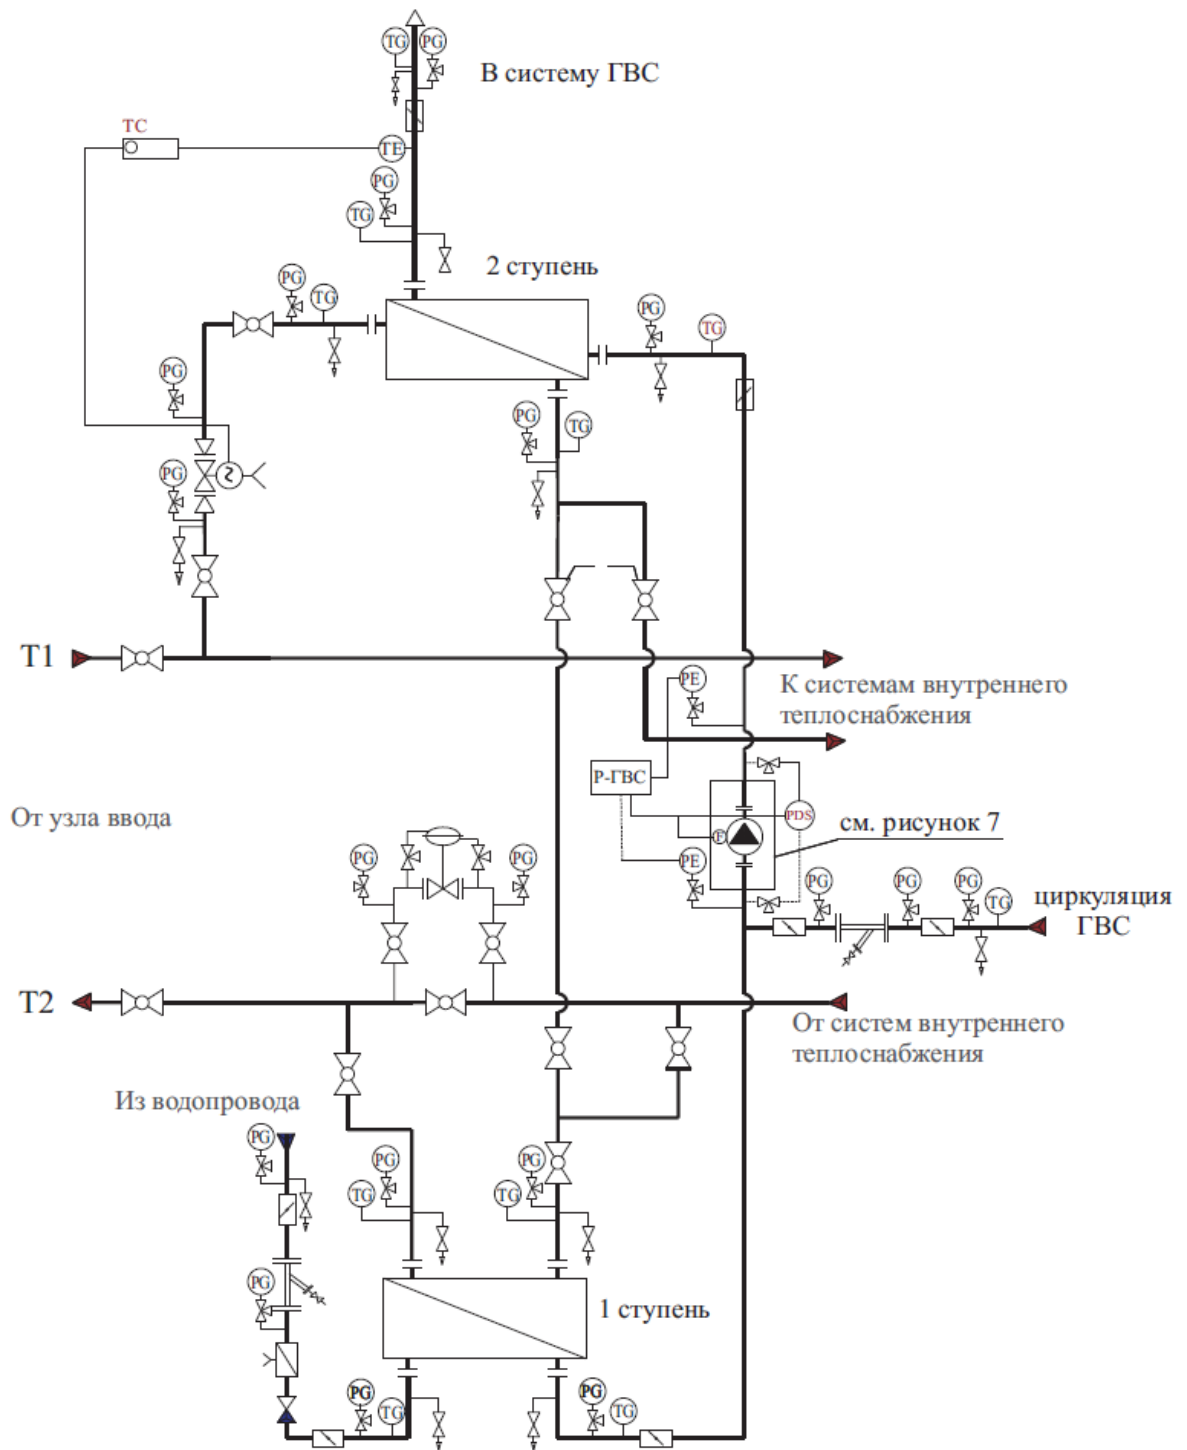 TG
PG
В систему ГВС
TC
TE
PG
TG
2 ступень
PG
TG
PG
TG
PG
PG
TG
PG
T1
PE
К системам внутреннего
теплоснабжения
Р-ГВС
От узла ввода
PDS
F
см. рисунок 7
PG
PG
PE
PG
PG
PG
TG
циркуляция
ГВС
T2
От систем внутреннего
теплоснабжения
Из водопровода
PG
PG
PG
TG
TG
PG
1 ступень
PG
PG
TG
TG